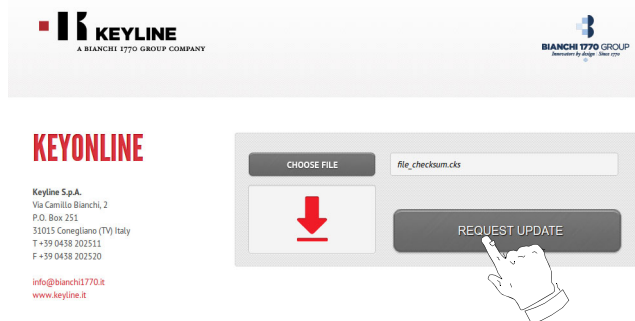 KEYLINE
A BIANCHI 1770 GROUP COMPANY
BIANCHI 1770 GROUP
Innovators by design | Since 1770
KEYONLINE
CHOOSE FILE
file_checksum.cks
Keyline S.p.A.
Via Camillo Bianchi, 2
P.O. Box 251
31015 Conegliano (TV) Italy
T +39 0438 202511
F +39 0438 202520
REQUEST UPDATE
info@bianchi1770.it
www.keyline.it